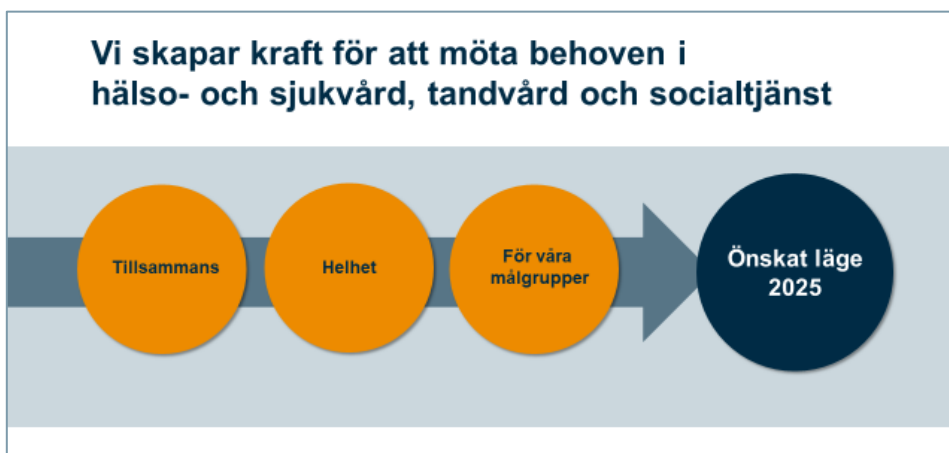 Vi skapar kraft för att möta behoven i
hälso- och sjukvård, tandvård och socialtjänst
Tillsammans
Helhet
För våra
målgrupper
Önskat läge
2025